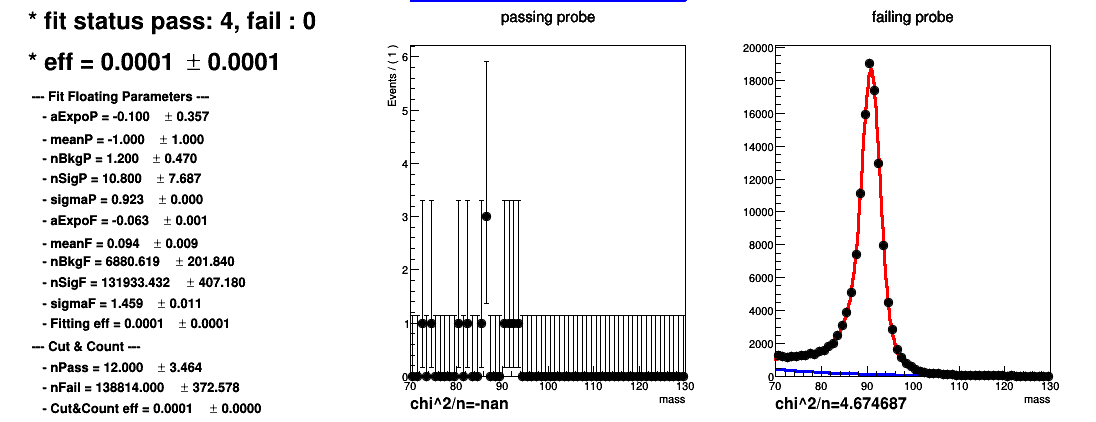 * fit status pass: 4, fail : 0
* eff = 0.0001 ± 0.0001
--- Fit Floating Parameters ---
- aExpoP = -0.100 ± 0.357
- meanP = -1.000 ± 1.000
- nBkgP = 1.200 ± 0.470
- nSigP = 10.800 ± 7.687
- sigmaP = 0.923 ± 0.000
- aExpoF = -0.063 ± 0.001
- meanF = 0.094 ± 0.009
- nBkgF = 6880.619 ± 201.840
- nSigF = 131933.432 ± 407.180
- sigmaF = 1.459 ± 0.011
- Fitting eff = 0.0001 ± 0.0001
--- Cut & Count ---
- nPass = 12.000 ± 3.464
- nFail = 138814.000 ± 372.578
- Cut&Count eff = 0.0001 ± 0.0000
passing probe
Events / ( 1 )
6
5
4
3
2
1
0
70 80 90 100 110 120 130
mass
chi^2/n=-nan
failing probe
20000
18000
16000
14000
12000
10000
8000
6000
4000
2000
0
70 80 90 100 110 120 130
mass
chi^2/n=4.674687